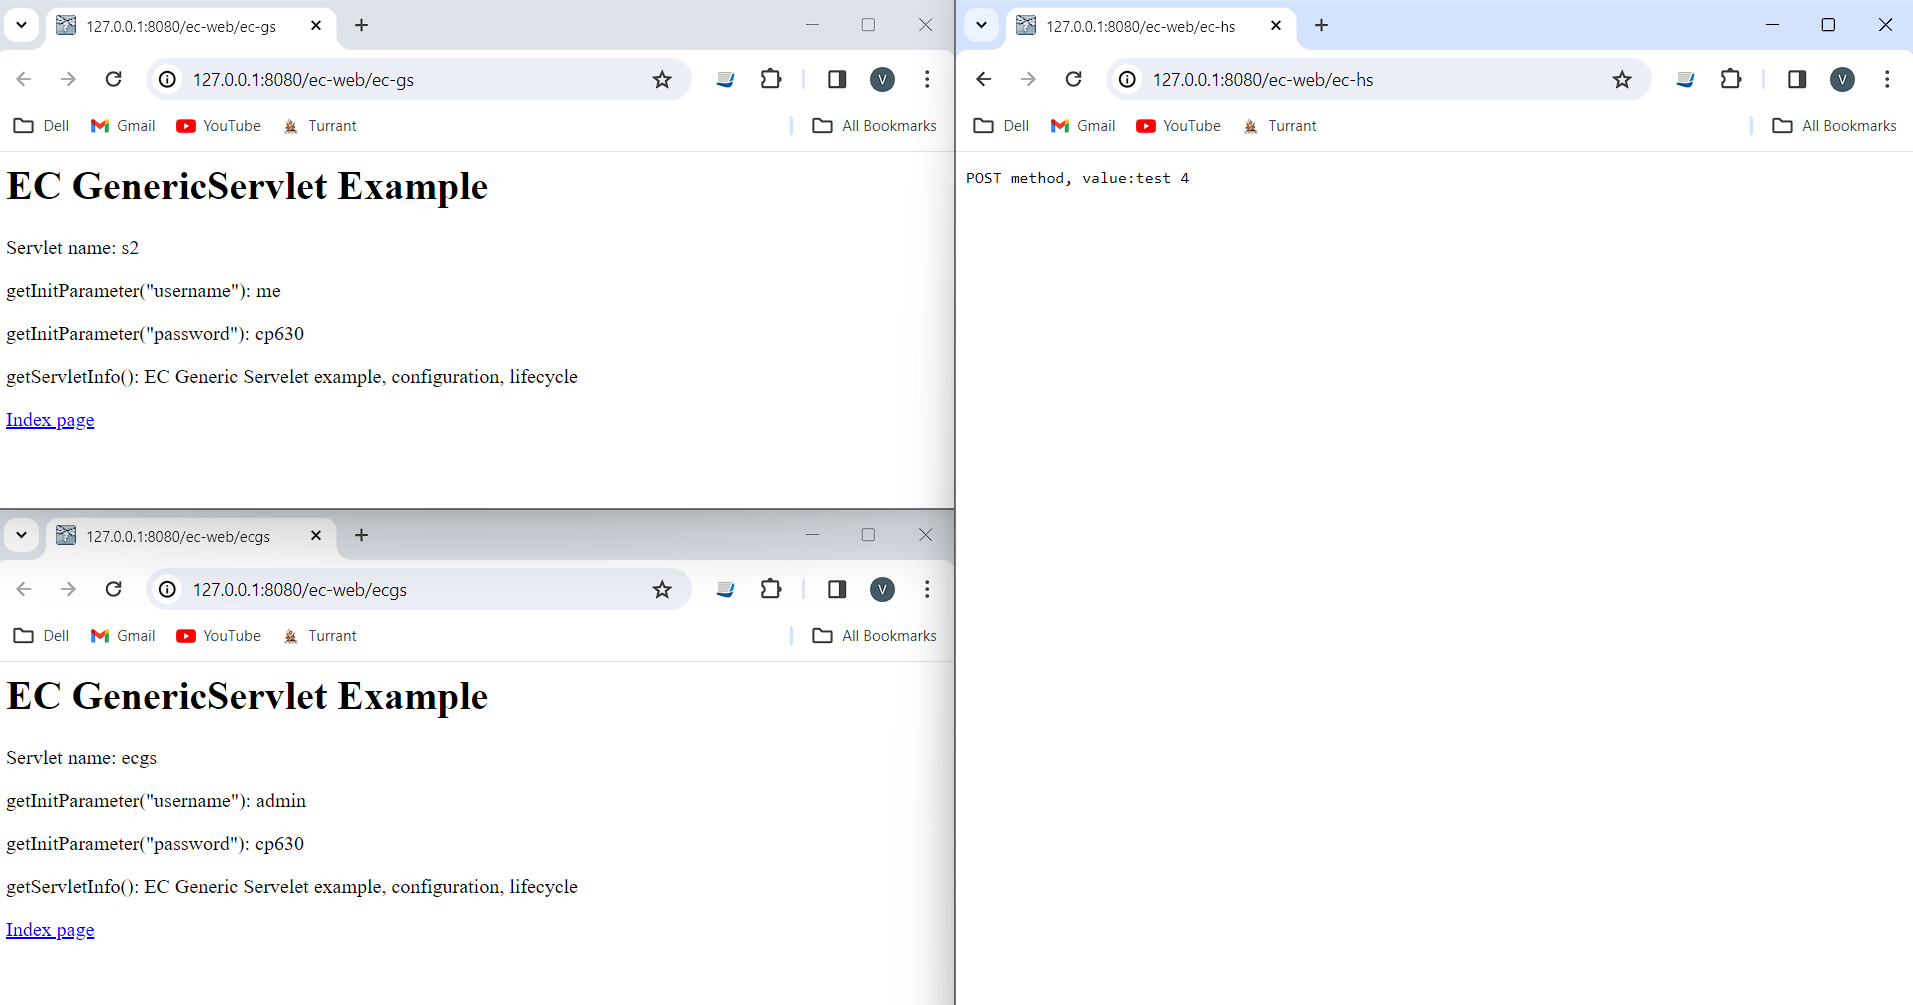 127.0.0.1:8080/ec-web/ec-gs
127.0.0.1:8080/ec-web/ec-gs
V
Dell Gmail YouTube Turrant All Bookmarks
EC GenericServlet Example
Servlet name: s2
getInitParameter("username"): me
getInitParameter("password"): cp630
getServletInfo(): EC Generic Servelet example, configuration, lifecycle
Index page
127.0.0.1:8080/ec-web/ecgs
127.0.0.1:8080/ec-web/ecgs
V
Dell Gmail YouTube Turrant All Bookmarks
EC GenericServlet Example
Servlet name: ecgs
getInitParameter("username"): admin
getInitParameter("password"): cp630
getServletInfo(): EC Generic Servelet example, configuration, lifecycle
Index page
127.0.0.1:8080/ec-web/ec-hs
127.0.0.1:8080/ec-web/ec-hs
V
Dell Gmail YouTube Turrant All Bookmarks
POST method, value:test 4